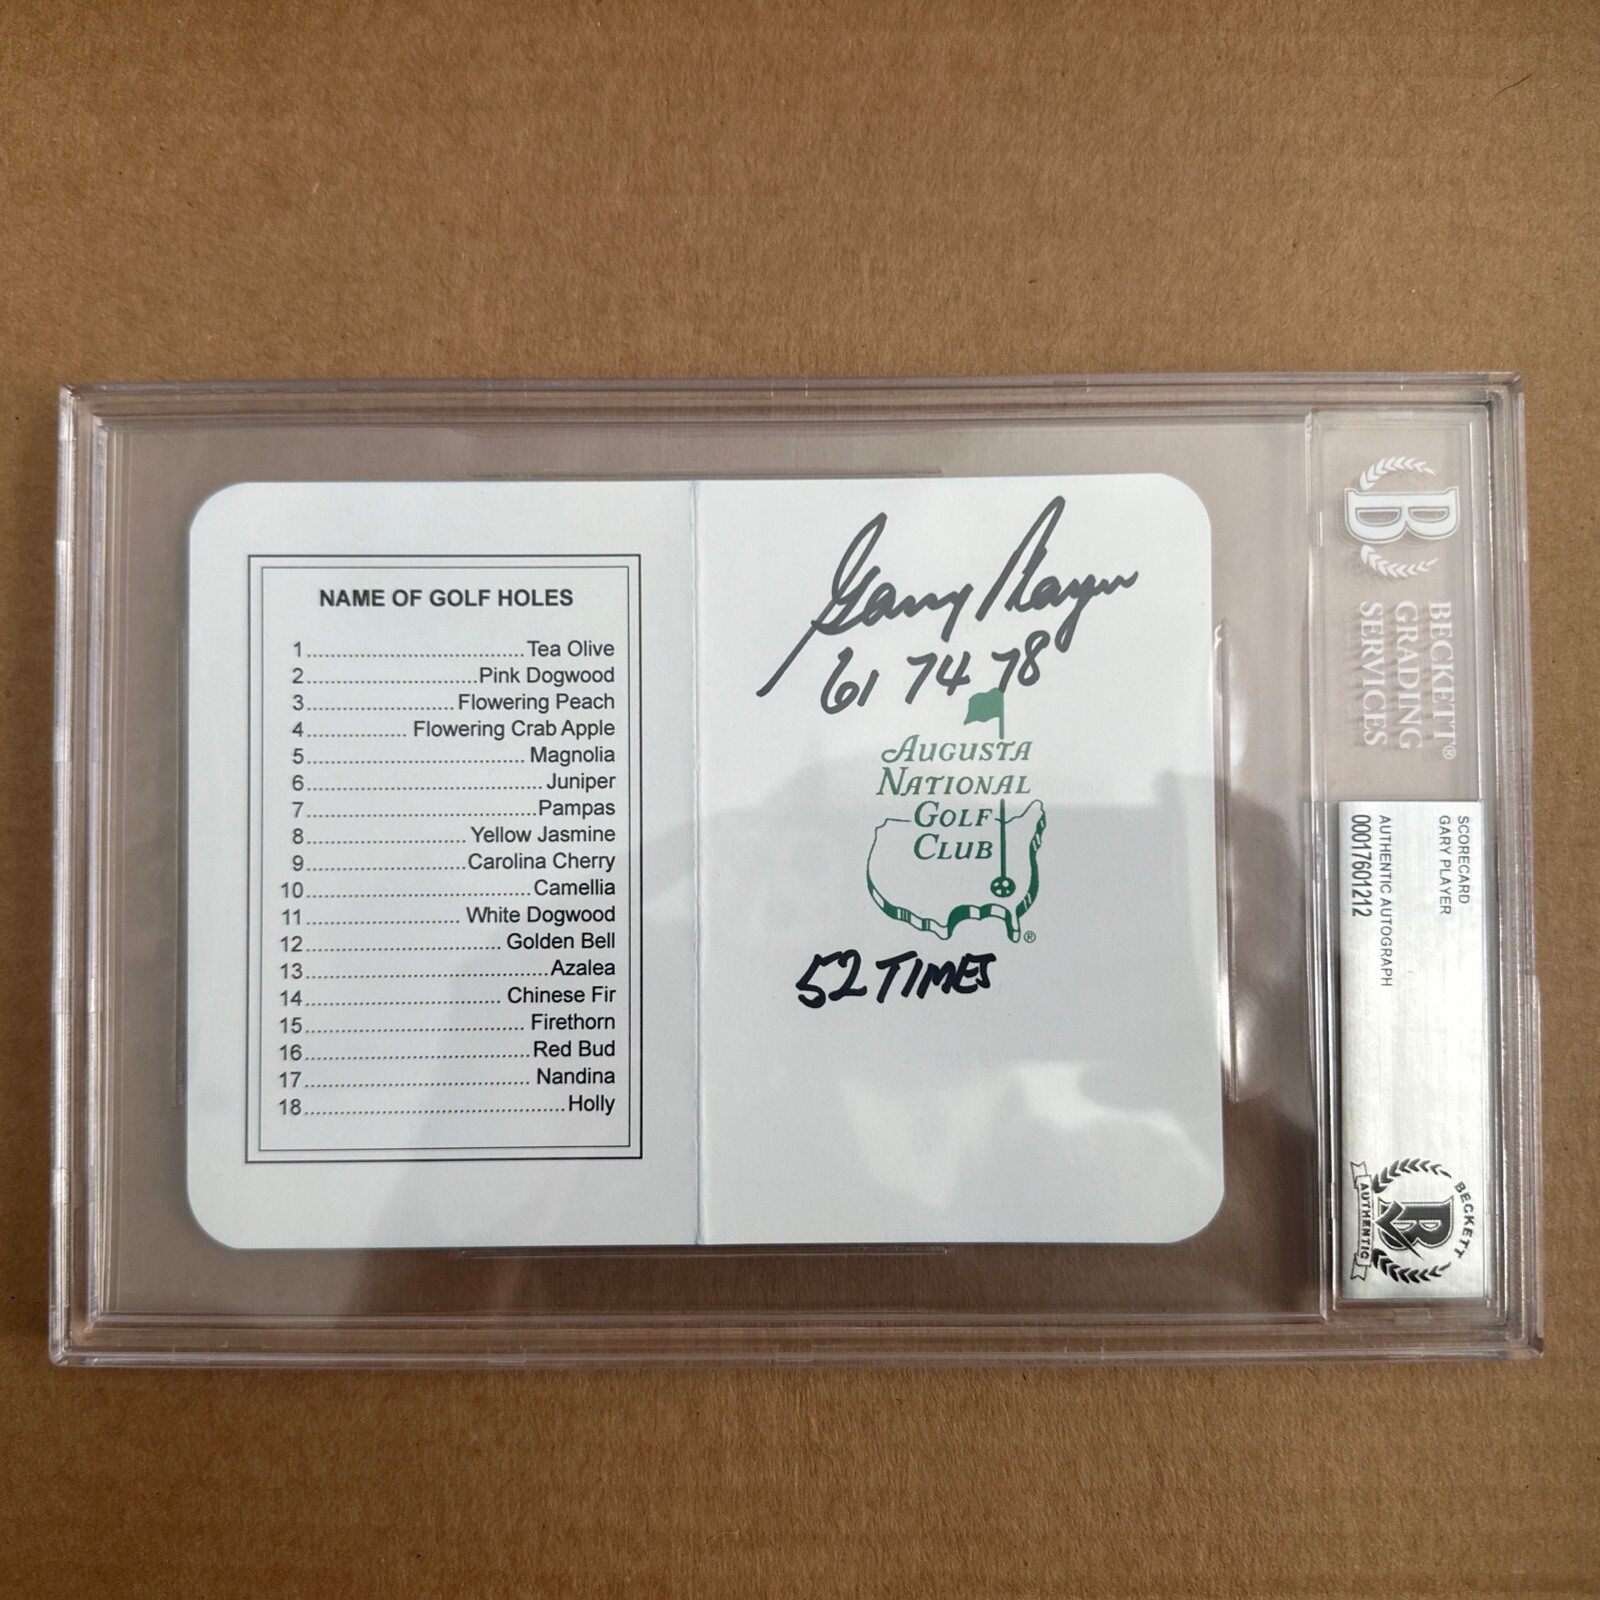 NAME OF GOLF HOLES
1.......................................Tea Olive
2...............................Pink Dogwood
3...........................Flowering Peach
4.................. Flowering Crab Apple
5....................................... Magnolia
6..........................................Juniper
7.........................................Pampas
8...........................Yellow Jasmine
9............................Carolina Cherry
10........................................Camellia
11........................... White Dogwood
12................................... Golden Bell
13...........................................Azalea
14................................... Chinese Fir
15....................................... Firethorn
16........................................Red Bud
17........................................ Nandina
18..............................................Holly
Gary Player
61 74 78
AUGUSTA
NATIONAL
GOLF
CLUB
®
52 TIMES
BECKETT®
GRADING
SERVICES
B
SCORECARD
GARY PLAYER
AUTHENTIC AUTOGRAPH
00017601212
BECKETT
AUTHENTIC